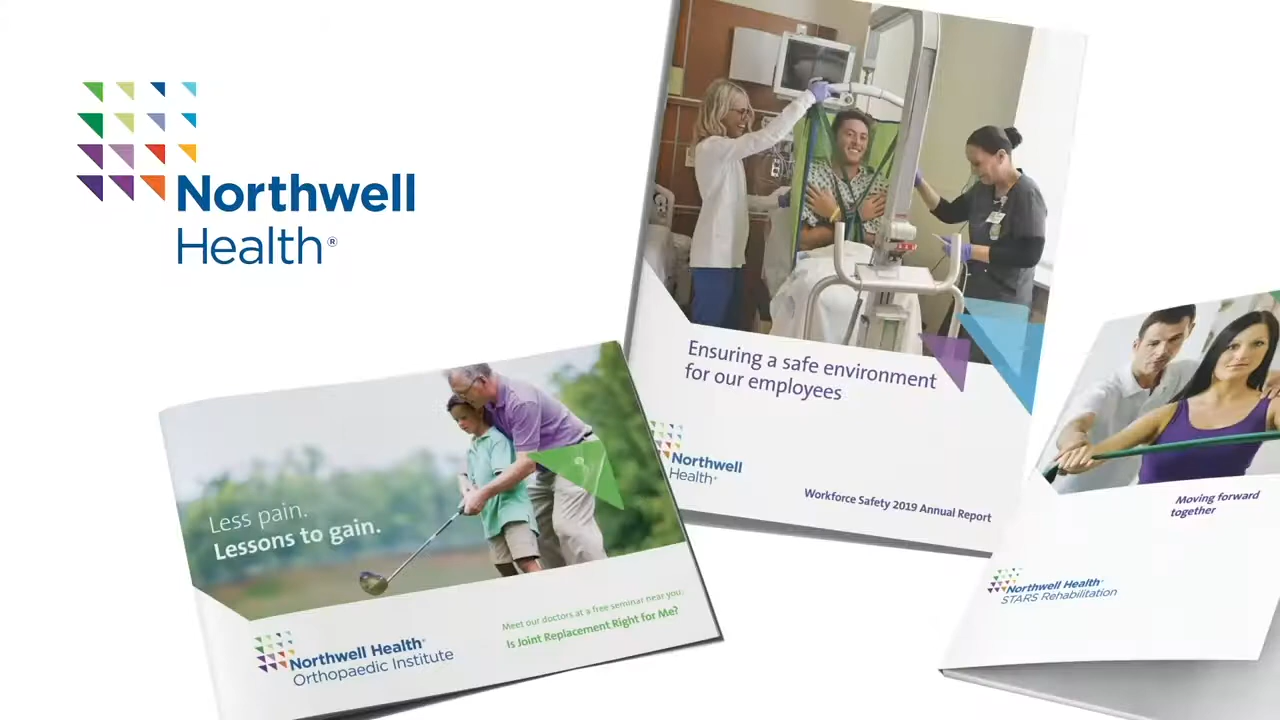 Northwell
Health®
Ensuring a safe environment
for our employees
Northwell
Health®
Workforce Safety 2019 Annual Report
Less pain.
Lessons to gain.
Meet our doctors at a free seminar near you.
Is Joint Replacement Right for Me?
Northwell Health®
Orthopaedic Institute
Moving forward
together
Northwell Health®
STARS Rehabilitation